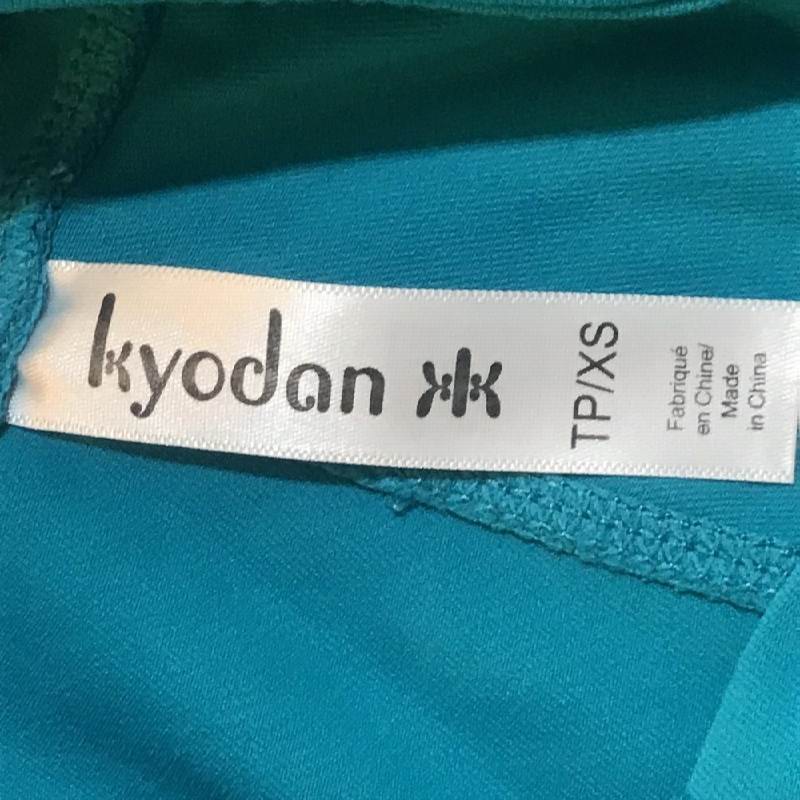 kyodan
TP/XS
Fabriqué
en Chine/
Made
in China